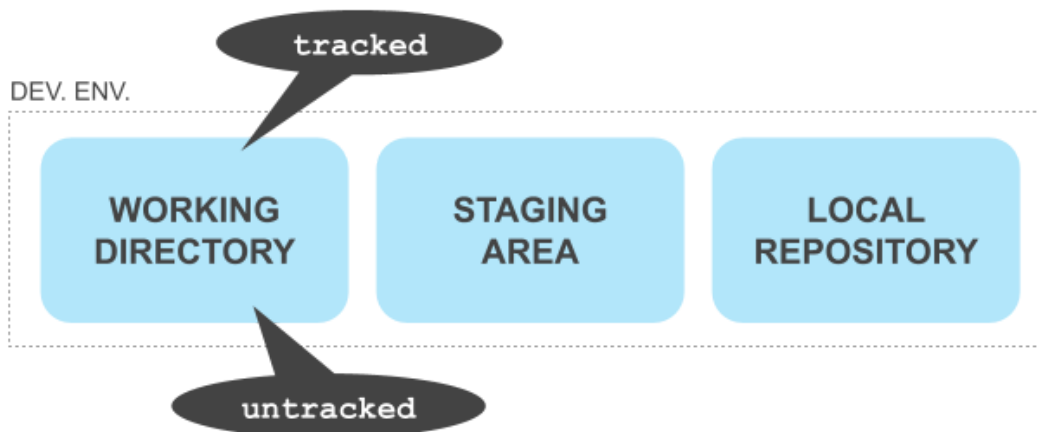 tracked
DEV. ENV.
WORKING
DIRECTORY
STAGING
AREA
LOCAL
REPOSITORY
untracked